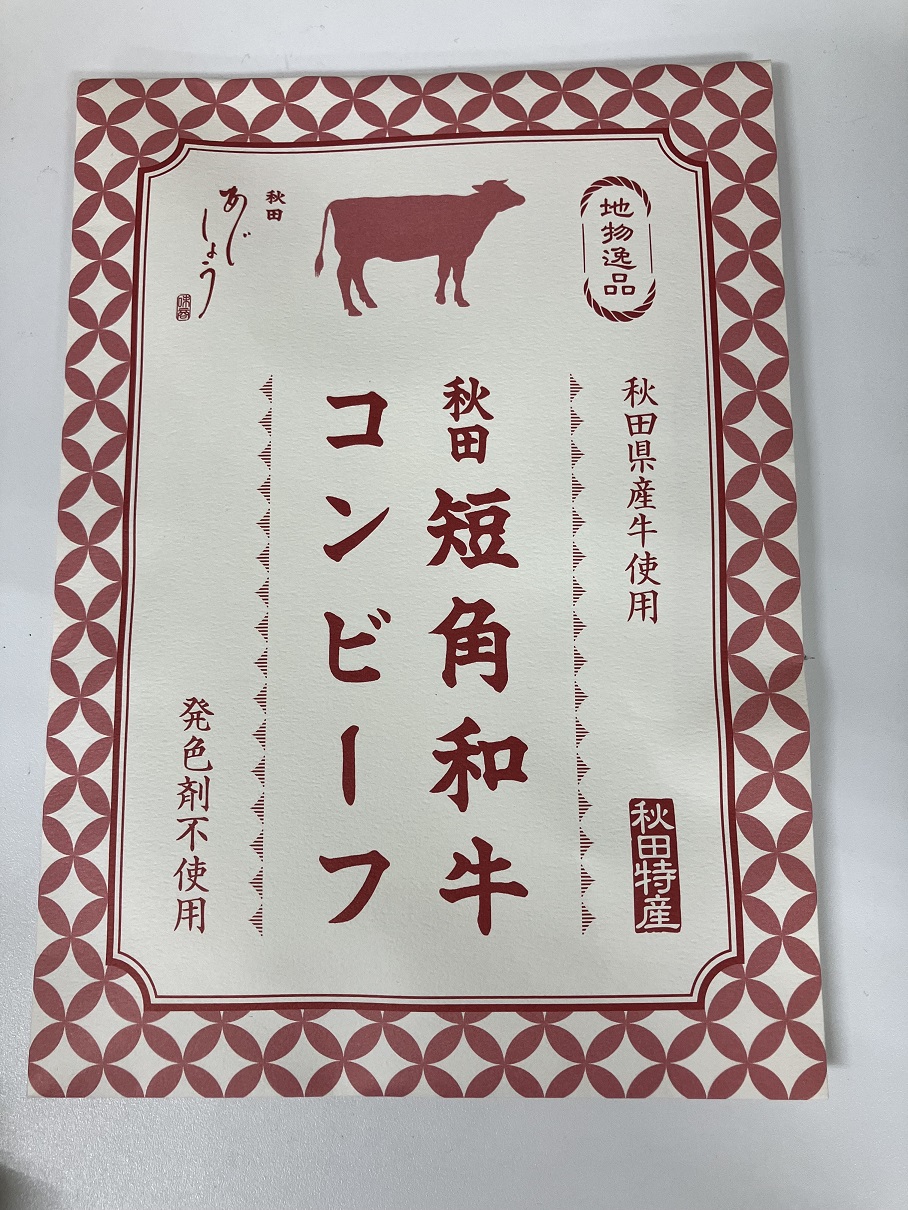 地物逸品
秋田県産牛使用
秋田特産
秋田
短角和牛
コンビーフ
秋田
あじしょう
発色剤不使用